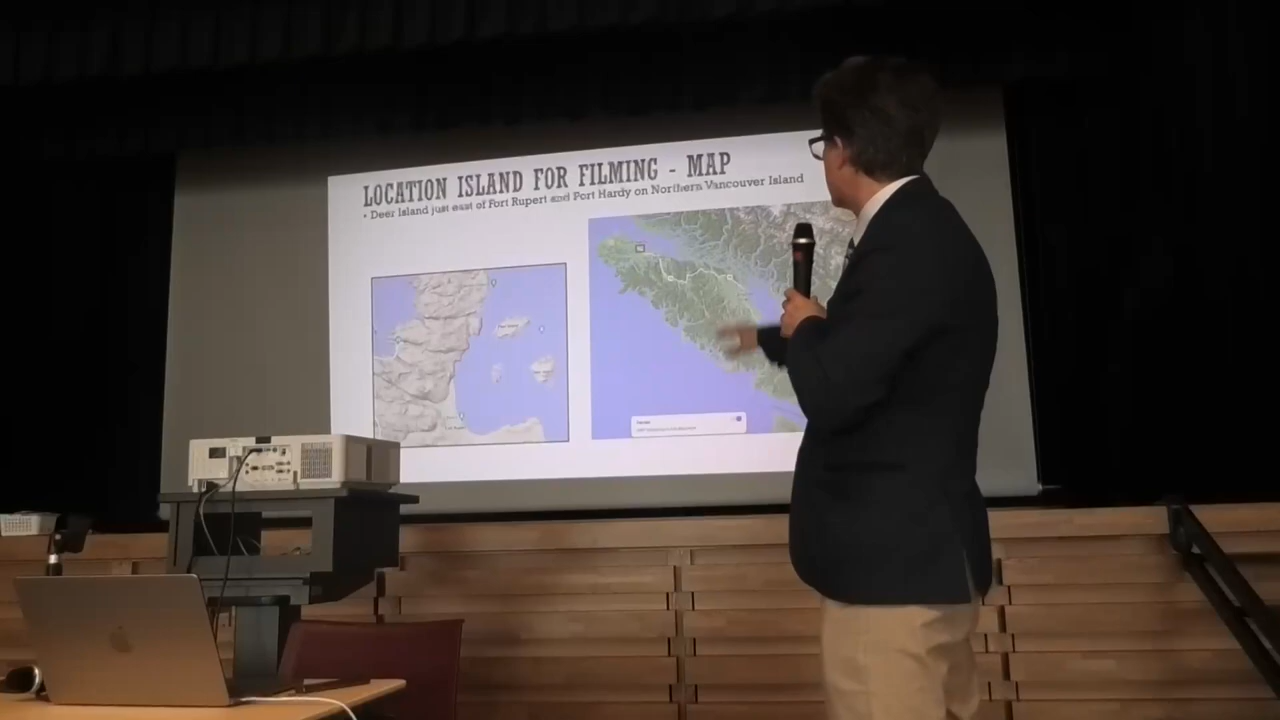 LOCATION ISLAND FOR FILMING - MAP
• Deer Island just east of Fort Rupert and Port Hardy on Northern Vancouver Island